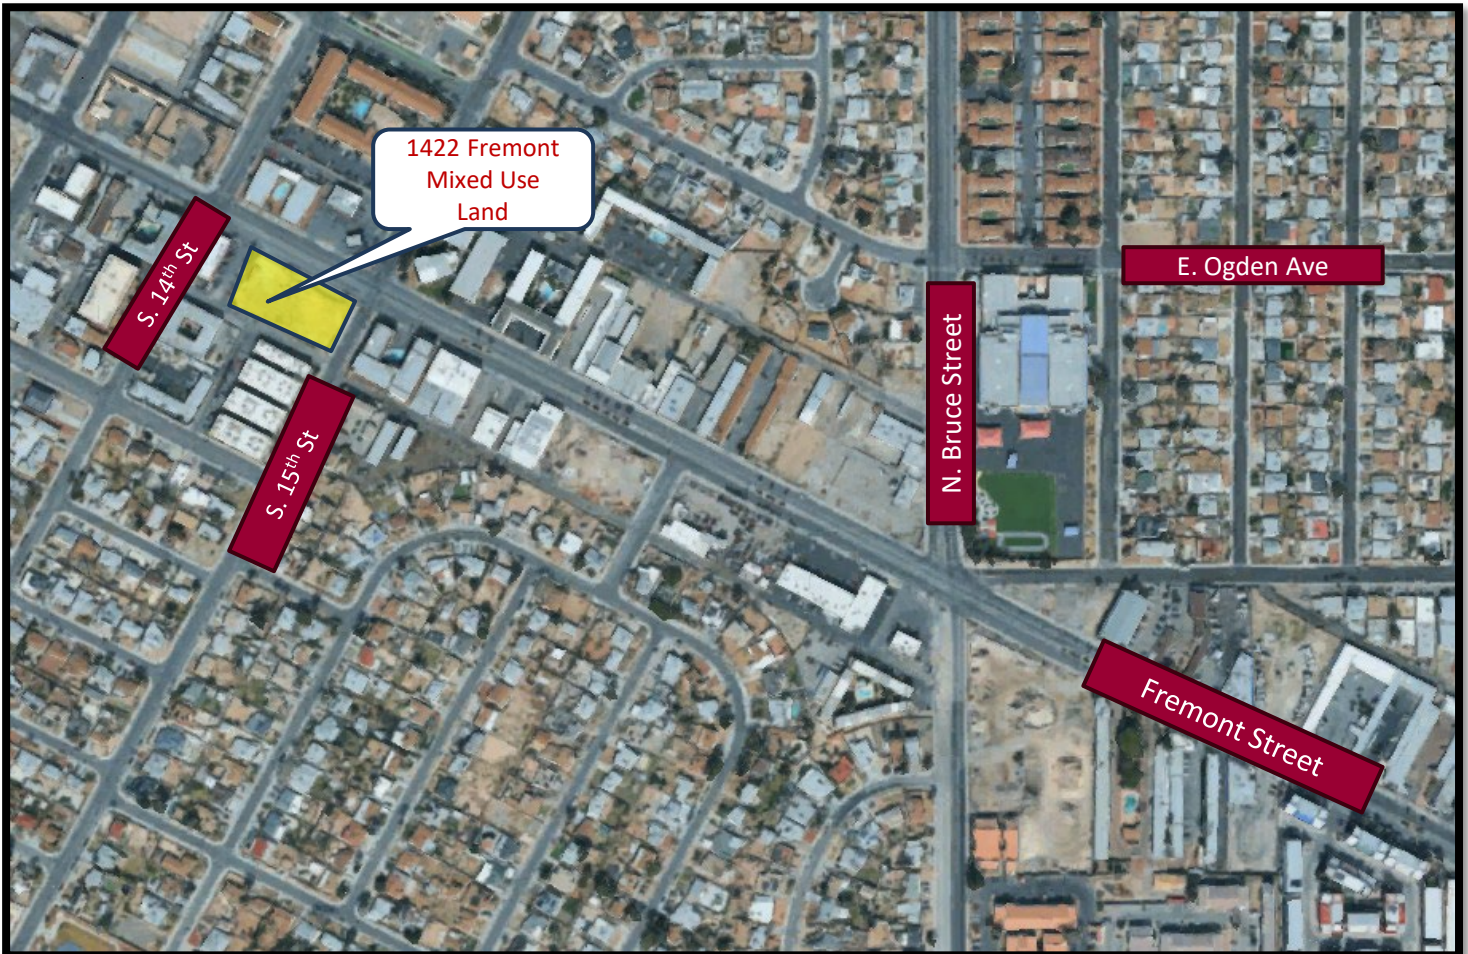 1422 Fremont
Mixed Use
Land
S. 14th St
E. Ogden Ave
N. Bruce Street
S. 15th St
Fremont Street